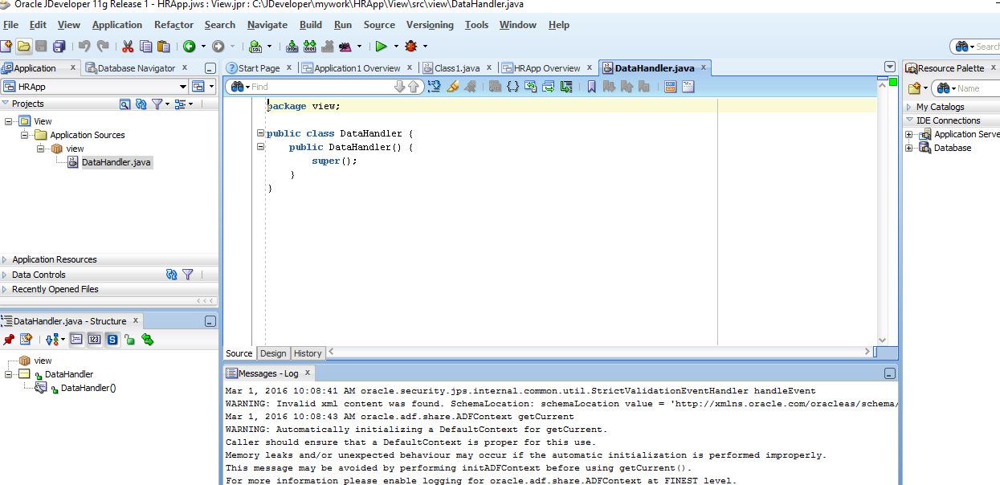 Oracle JDeveloper 11g Release 1 - HRApp.jws : View.jpr : C:\JDeveloper\mywork\HRApp\View\src\view\DataHandler.java
File Edit View Application Refactor Search Navigate Build Run Source Versioning Tools Window Help
Search
Application x Database Navigator x
Start Page x Application1 Overview x Class1.java x HRApp Overview x DataHandler.java x
Resource Palette x
HRApp
Find
Name
Projects
View
Application Sources
view
DataHandler.java
package view;
public class DataHandler {
public DataHandler() {
super();
}
}
My Catalogs
IDE Connections
Application Serve
Database
Application Resources
Data Controls
Recently Opened Files
DataHandler.java - Structure x
123 S
view
DataHandler
DataHandler()
Source Design History
Messages - Log x
Mar 1, 2016 10:08:41 AM oracle.security.jps.internal.common.util.StrictValidationEventHandler handleEvent
WARNING: Invalid xml content was found. SchemaLocation: schemaLocation value = 'http://xmlns.oracle.com/oracleas/schema/
Mar 1, 2016 10:08:43 AM oracle.adf.share.ADFContext getCurrent
WARNING: Automatically initializing a DefaultContext for getCurrent.
Caller should ensure that a DefaultContext is proper for this use.
Memory leaks and/or unexpected behaviour may occur if the automatic initialization is performed improperly.
This message may be avoided by performing initADFContext before using getCurrent().
For more information please enable logging for oracle.adf.share.ADFContext at FINEST level.